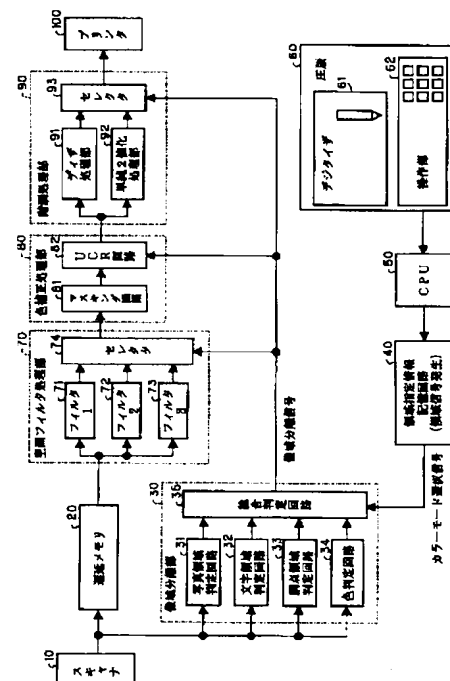 10
スキャナ
20
遅延メモリ
70
空間フィルタ処理部
71
フィルタ
1
72
フィルタ
2
73
フィルタ
3
74
セレクタ
80
色補正処理部
81
マスキング回路
82
UCR回路
90
階調処理部
91
ディザ
処理部
92
単純2値化
処理部
93
セレクタ
100
プリンタ
30
像域分離部
31
写真領域
判定回路
32
文字領域
判定回路
33
網点領域
判定回路
34
色判定回路
35
総合判定回路
像域分離信号
カラーモード選択信号
40
領域指定情報
記憶回路
(領域信号発生)
50
CPU
60
圧版
61
デジタイザ
62
操作部